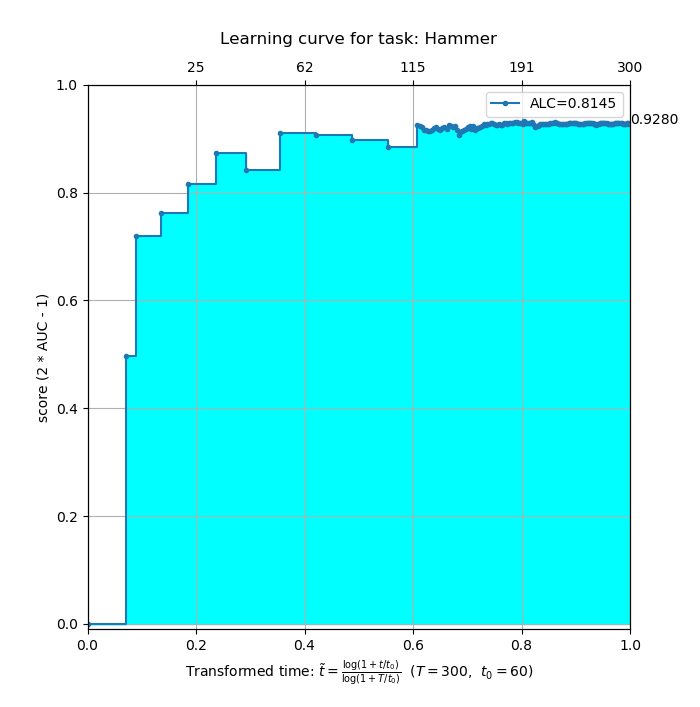 Learning curve for task: Hammer
25 62 115 191 300
ALC=0.8145
0.9280
1.0
0.8
0.6
0.4
0.2
0.0
score (2 * AUC - 1)
0.0 0.2 0.4 0.6 0.8 1.0
Transformed time: t̃ = log(1 + t/t₀) / log(1 + T/t₀) (T = 300, t₀ = 60)